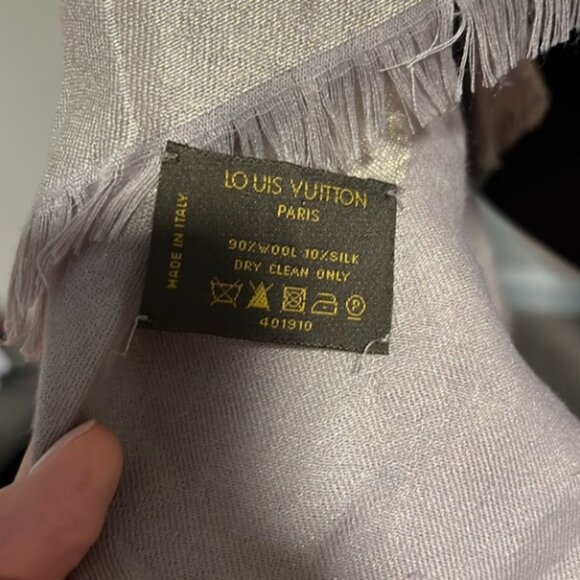 LOUIS VUITTON
PARIS
MADE IN ITALY
90% WOOL 10% SILK
DRY CLEAN ONLY
P
401910